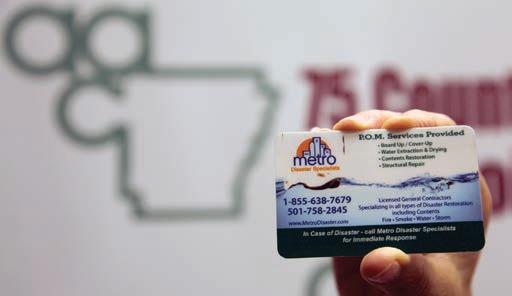 aac
75 Count
P.O.M. Services Provided
• Board Up / Cover-Up
• Water Extraction & Drying
• Contents Restoration
• Structural Repair
metro
Disaster Specialists
1-855-638-7679
501-758-2845
www.MetroDisaster.com
Licensed General Contractors
Specializing in all types of Disaster Restoration
including Contents
Fire • Smoke • Water • Storm
In Case of Disaster - call Metro Disaster Specialists
for Immediate Response